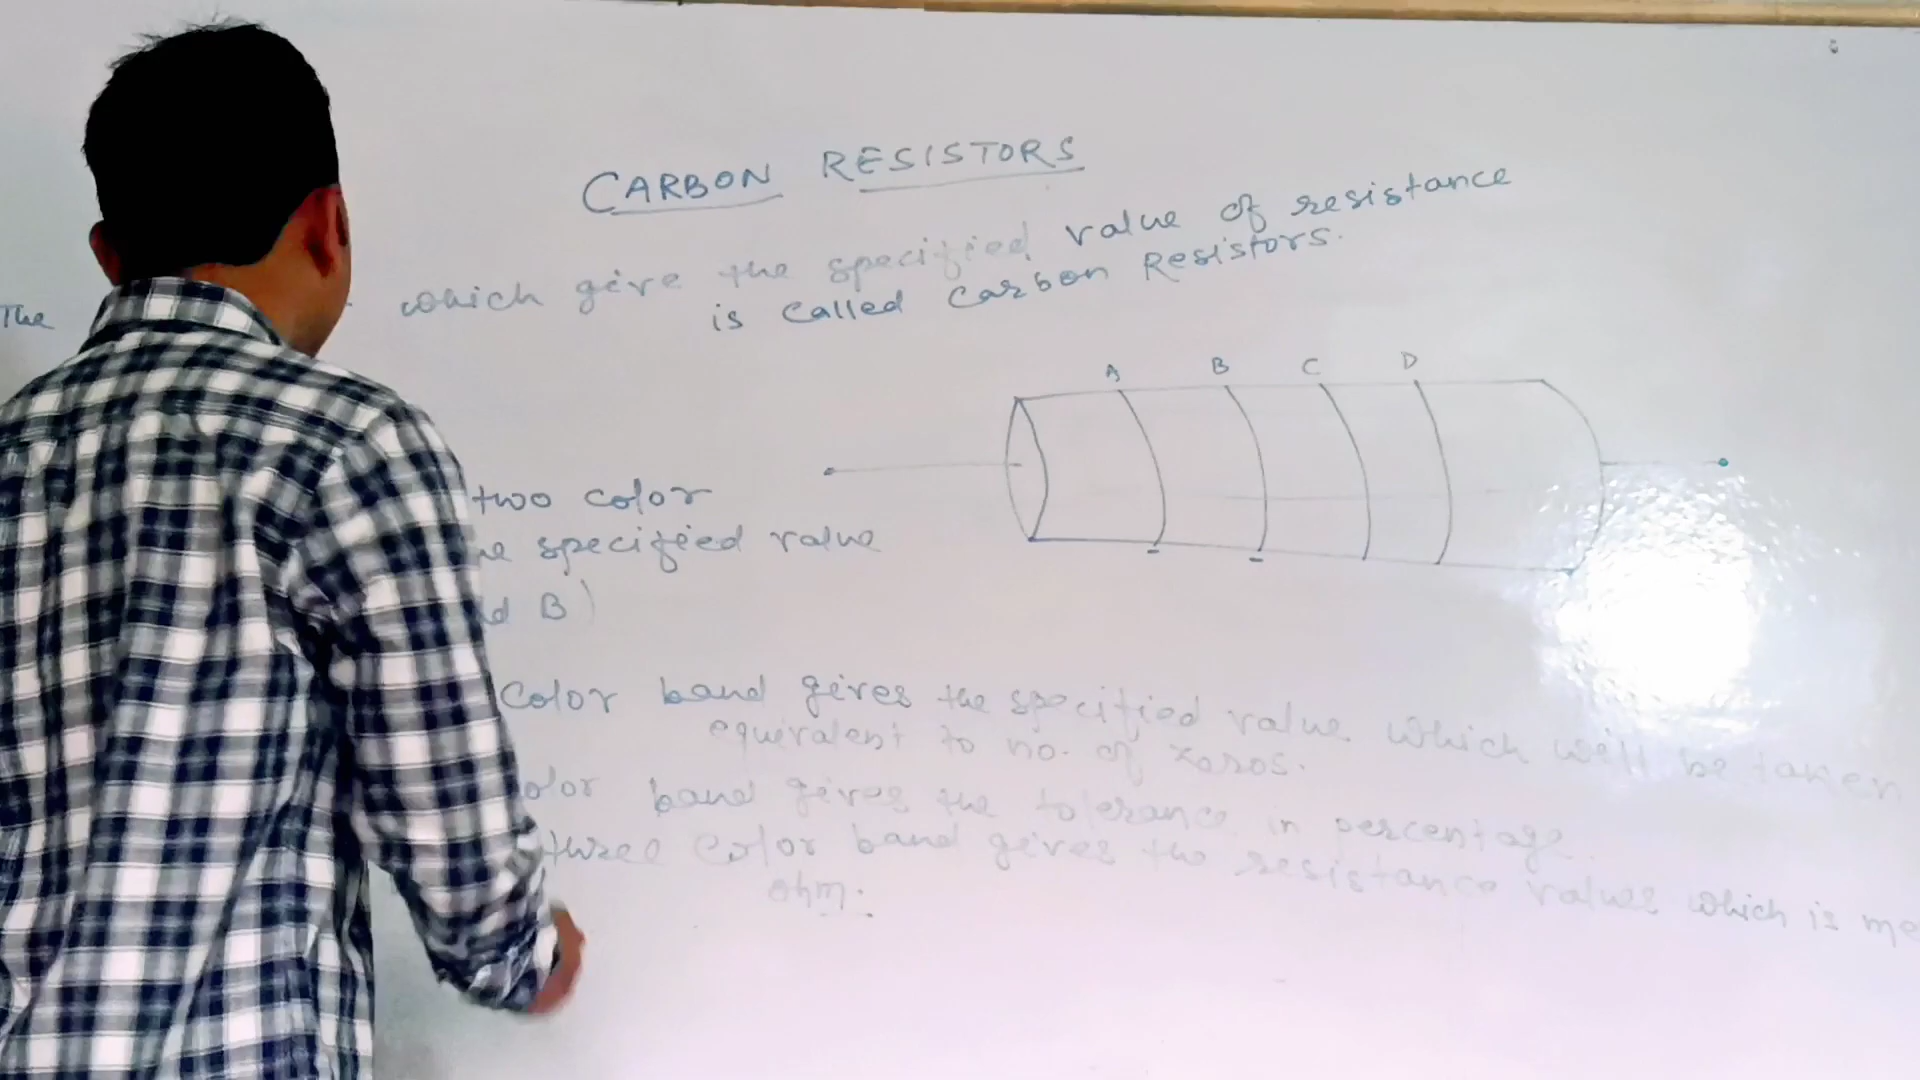 CARBON RESISTORS
The which give the specified value of resistance
is called Carbon Resistors.
A B C D
two color
specified value
B)
Color band gives the specified value which will be taken
equivalent to no. of zeros.
olor band gives the tolerance in percentage.
three color band gives the resistance values which is me
ohm.